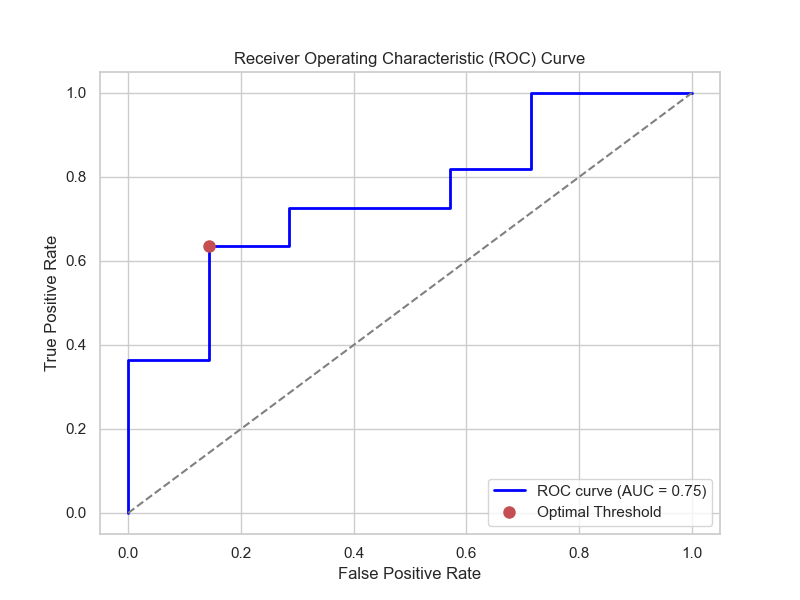 Receiver Operating Characteristic (ROC) Curve
True Positive Rate
1.0
0.8
0.6
0.4
0.2
0.0
ROC curve (AUC = 0.75)
Optimal Threshold
0.0 0.2 0.4 0.6 0.8 1.0
False Positive Rate